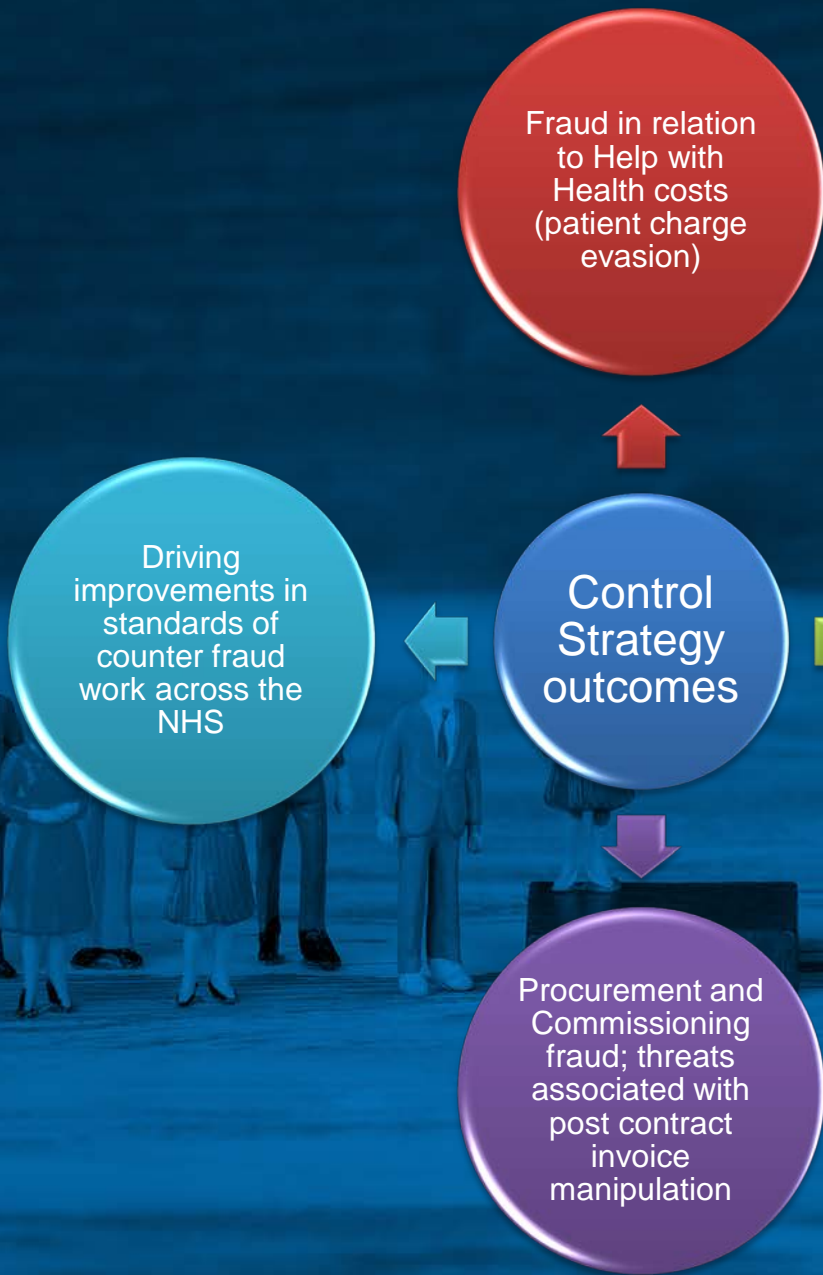 Fraud in relation
to Help with
Health costs
(patient charge
evasion)
Driving
improvements in
standards of
counter fraud
work across the
NHS
Control
Strategy
outcomes
Procurement and
Commissioning
fraud; threats
associated with
post contract
invoice
manipulation